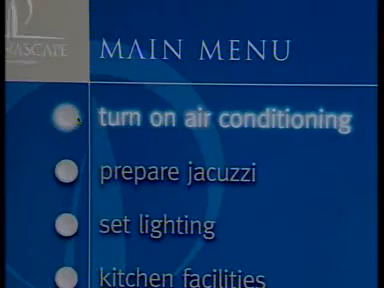 MAIN MENU
turn on air conditioning
prepare jacuzzi
set lighting
kitchen facilities